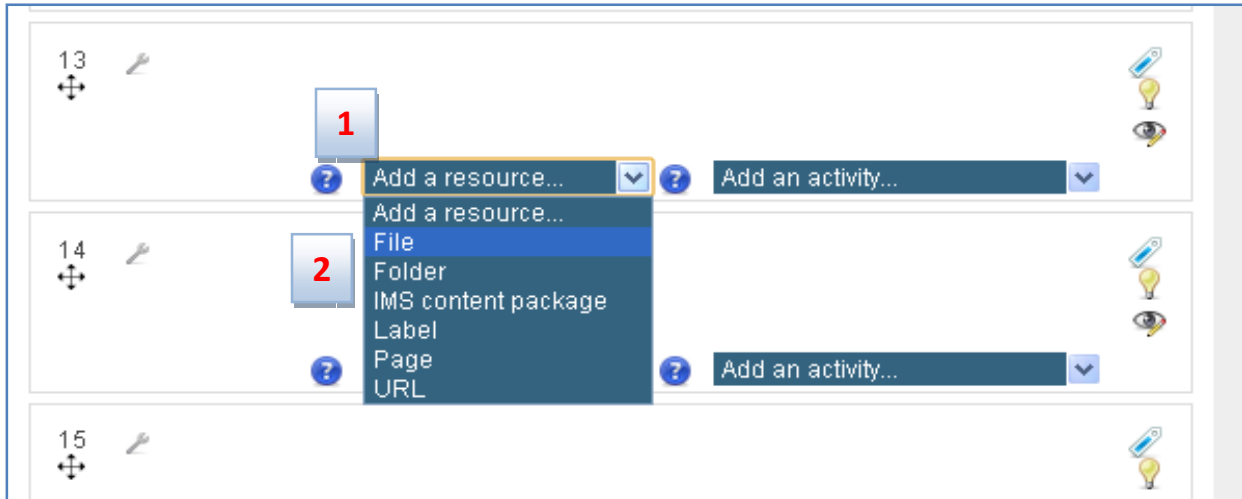 13
1
? Add a resource... ? Add an activity...
Add a resource...
14
2
File
Folder
IMS content package
Label
Page
URL
? ? Add an activity...
15